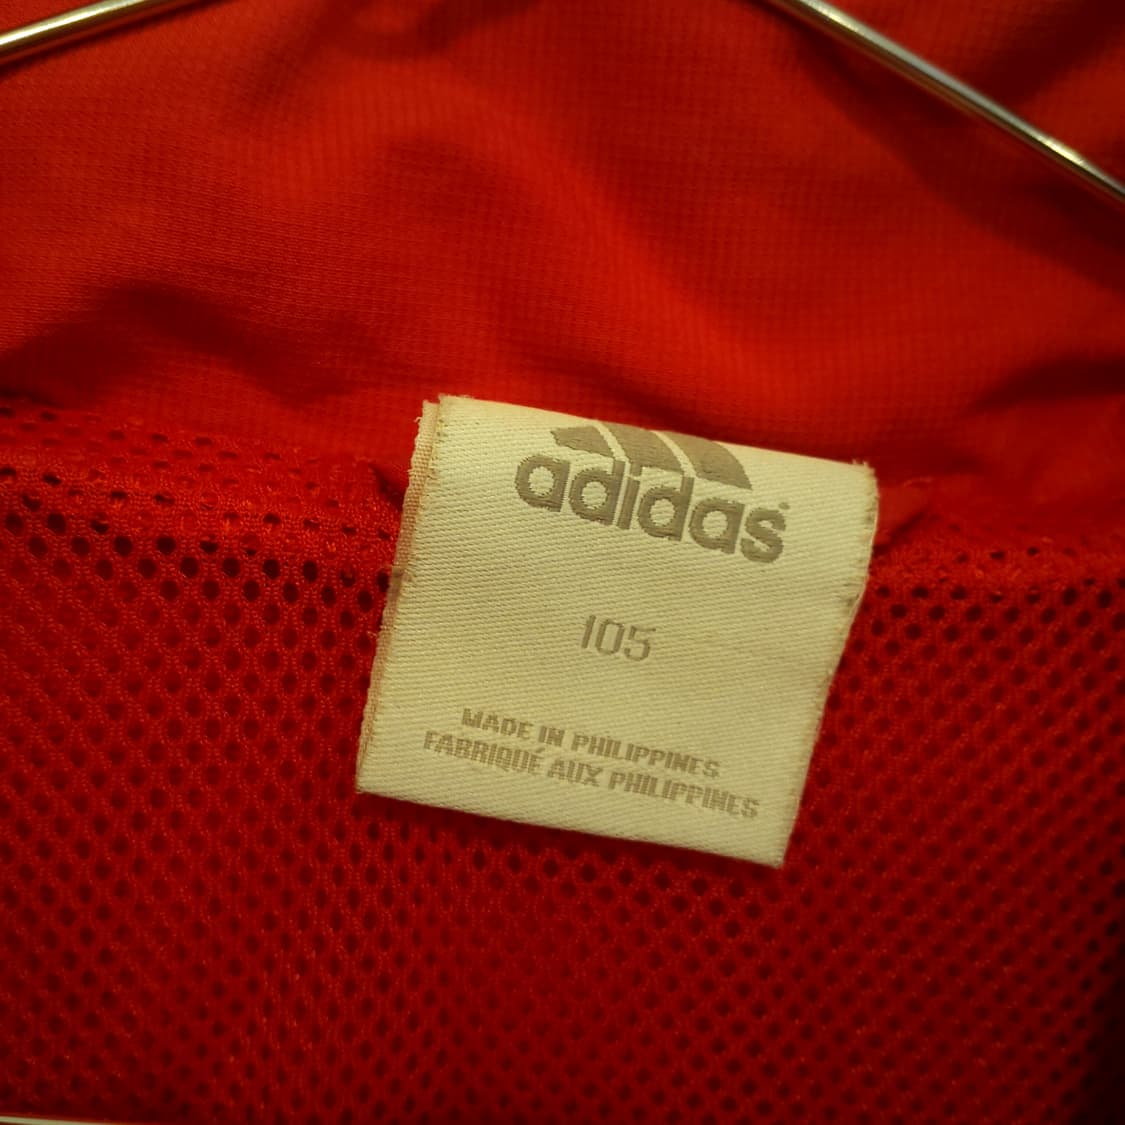 adidas
105
MADE IN PHILIPPINES
FABRIQUÉ AUX PHILIPPINES